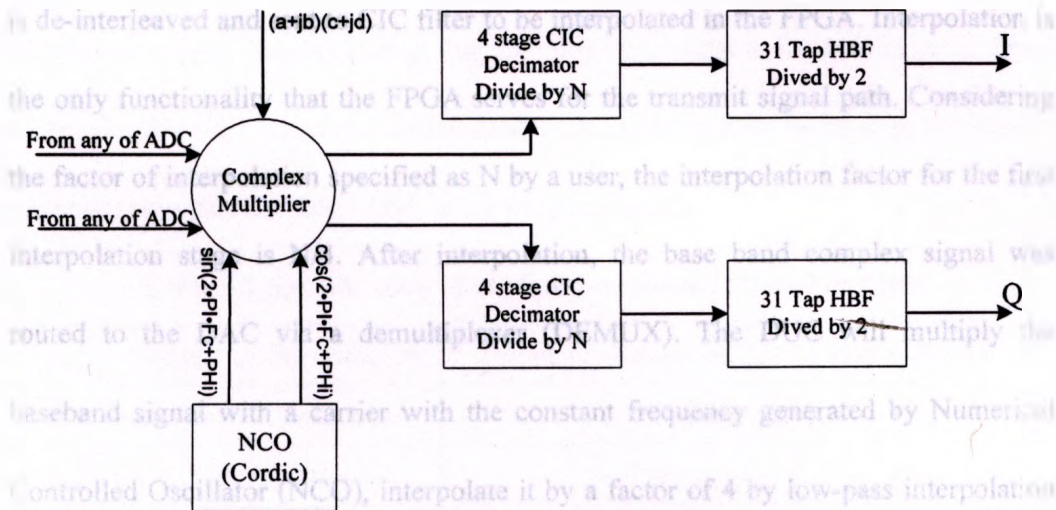 is de-interleaved and sent to CIC filter to be interpolated in the FPGA. Interpolation is
(a+jb)(c+jd)
4 stage CIC
Decimator
Divide by N
31 Tap HBF
Dived by 2
I
the only functionality that the FPGA serves for the transmit signal path. Considering
From any of ADC
Complex
Multiplier
the factor of interpolation specified as N by a user, the interpolation factor for the first
From any of ADC
interpolation stage is N/4. After interpolation, the base band complex signal was
sin(2*PI*Fc+PHi)
cos(2*PI*Fc+PHi)
4 stage CIC
Decimator
Divide by N
31 Tap HBF
Dived by 2
Q
routed to the DAC via a demultiplexer (DEMUX). The DUC will multiply the
baseband signal with a carrier with the constant frequency generated by Numerical
NCO
(Cordic)
Controlled Oscillator (NCO), interpolate it by a factor of 4 by low-pass interpolation